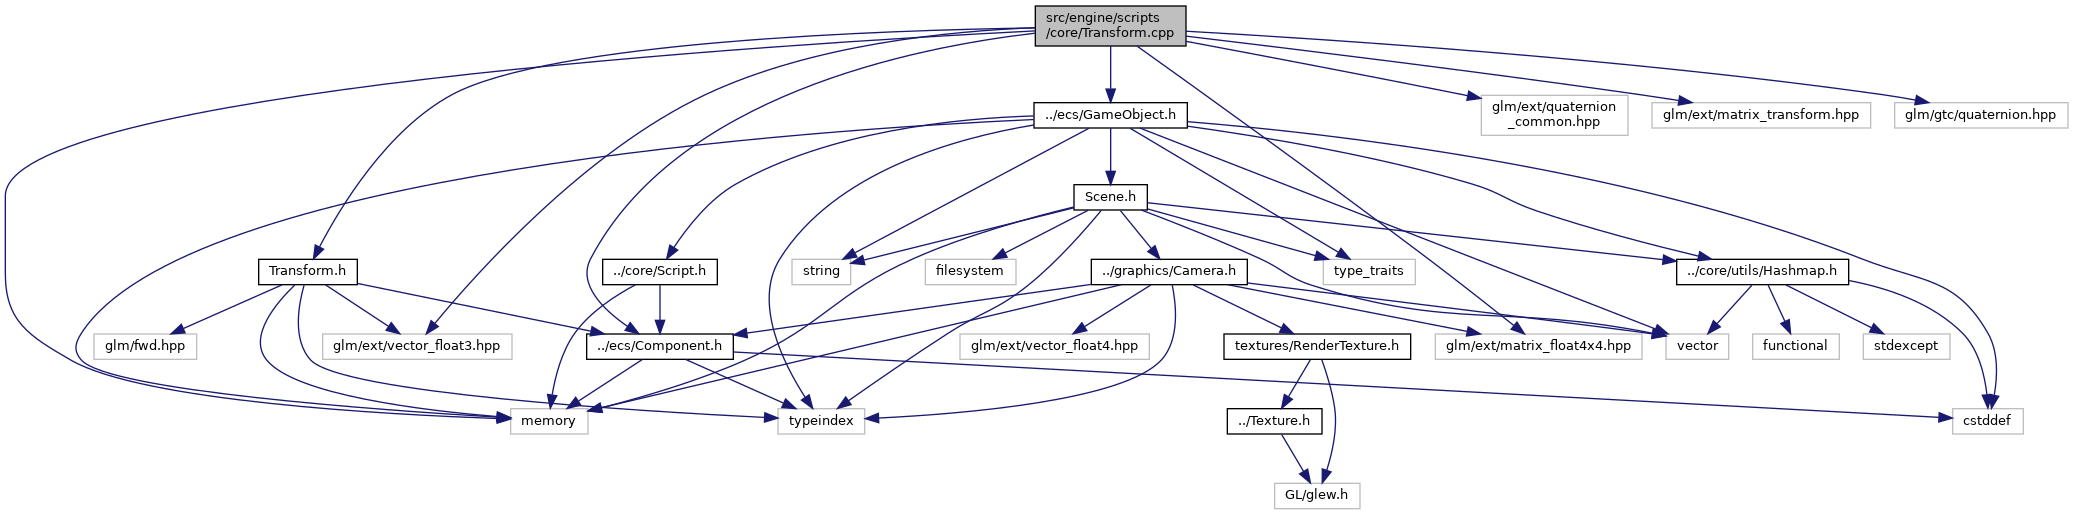 src/engine/scripts
/core/Transform.cpp
../ecs/GameObject.h
glm/ext/quaternion
_common.hpp
glm/ext/matrix_transform.hpp
glm/gtc/quaternion.hpp
Scene.h
Transform.h
../core/Script.h
string
filesystem
../graphics/Camera.h
type_traits
../core/utils/Hashmap.h
glm/fwd.hpp
glm/ext/vector_float3.hpp
../ecs/Component.h
glm/ext/vector_float4.hpp
textures/RenderTexture.h
glm/ext/matrix_float4x4.hpp
vector
functional
stdexcept
memory
typeindex
../Texture.h
cstddef
GL/glew.h